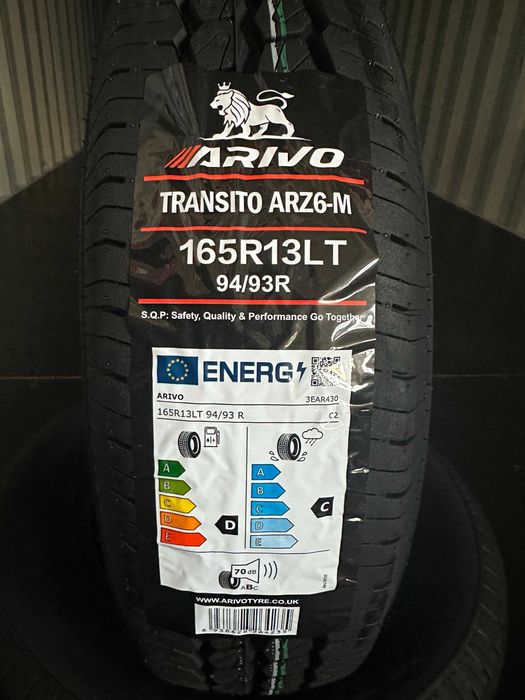 ARIVO
TRANSITO ARZ6-M
165R13LT
94/93R
S.Q.P: Safety, Quality & Performance Go Together
ENERG
ARIVO 3EAR430
165R13LT 94/93 R C2
A
B
C
D
E
D
A
B
C
D
E
C
70 dB
ABC
WWW.ARIVOTYRE.CO.UK